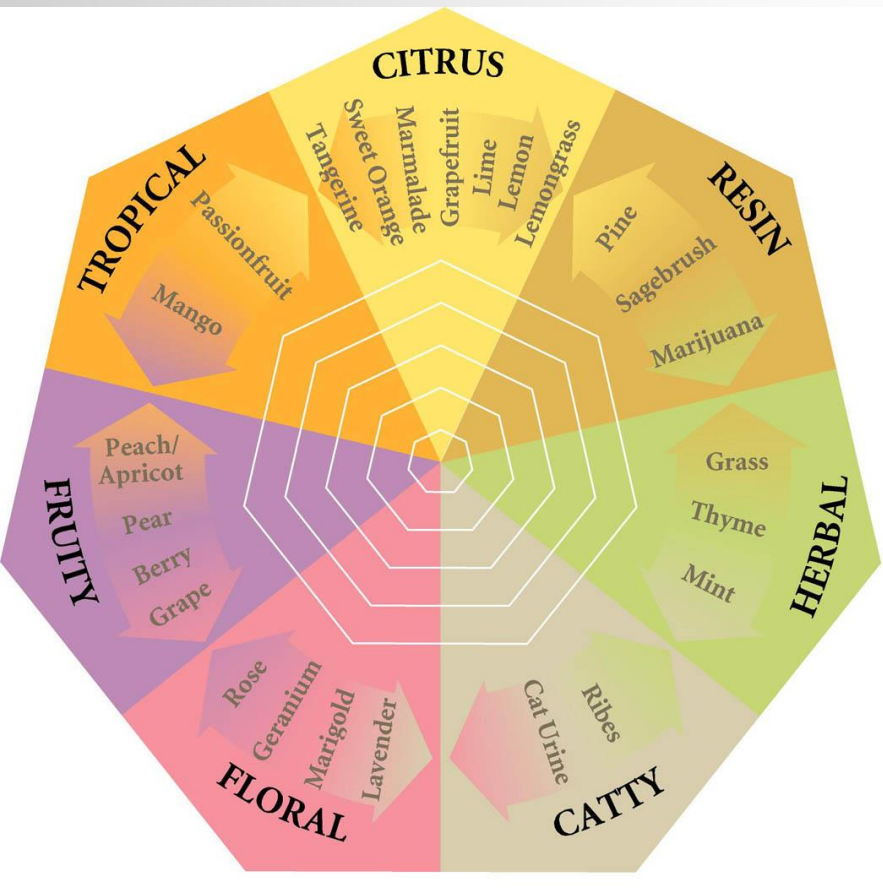 CITRUS
Tangerine
Sweet Orange
Marmalade
Grapefruit
Lime
Lemon
Lemongrass
RESIN
Pine
Sagebrush
Marijuana
HERBAL
Grass
Thyme
Mint
CATTY
Ribes
Cat Urine
FLORAL
Lavender
Marigold
Geranium
Rose
FRUITY
Grape
Berry
Pear
Peach/
Apricot
TROPICAL
Mango
Passionfruit